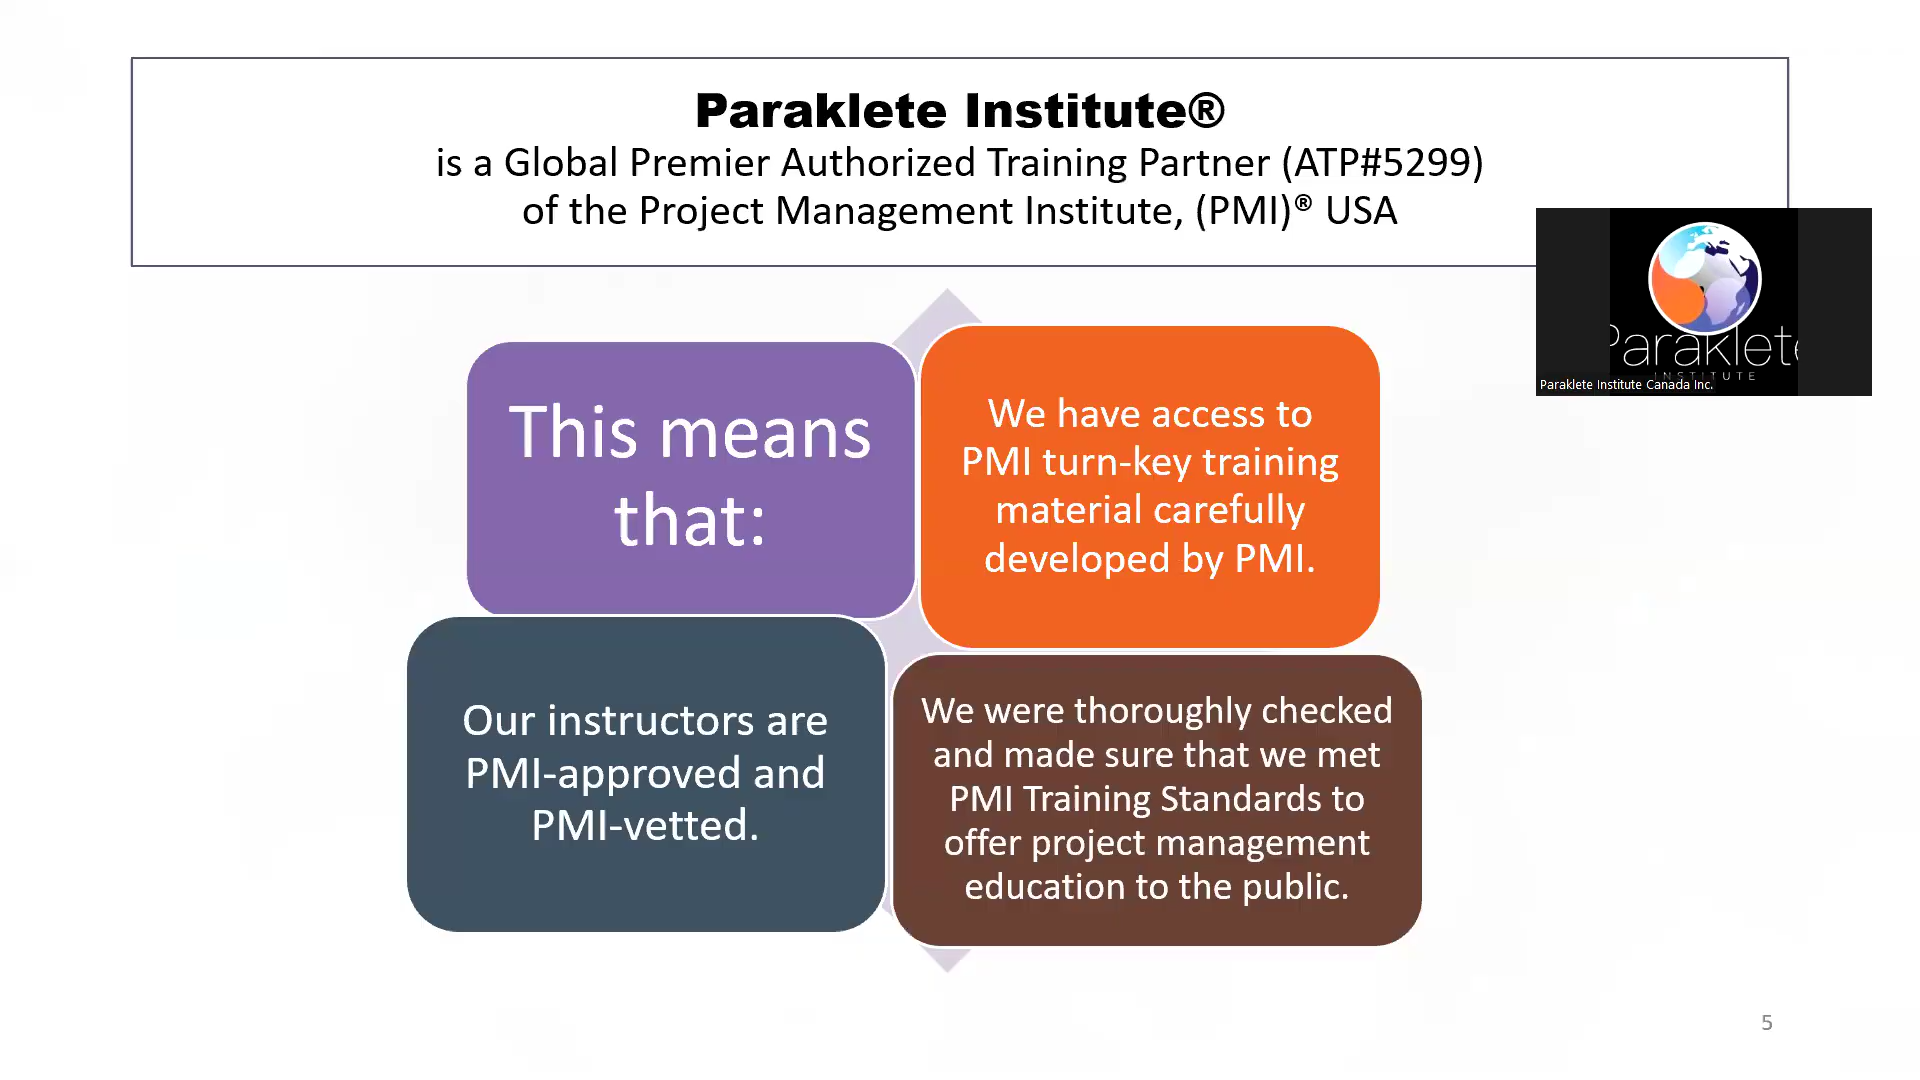 Paraklete Institute®
is a Global Premier Authorized Training Partner (ATP#5299)
of the Project Management Institute, (PMI)® USA
Paraklete
INSTITUTE
Paraklete Institute Canada Inc.
This means
that:
We have access to
PMI turn-key training
material carefully
developed by PMI.
Our instructors are
PMI-approved and
PMI-vetted.
We were thoroughly checked
and made sure that we met
PMI Training Standards to
offer project management
education to the public.
5